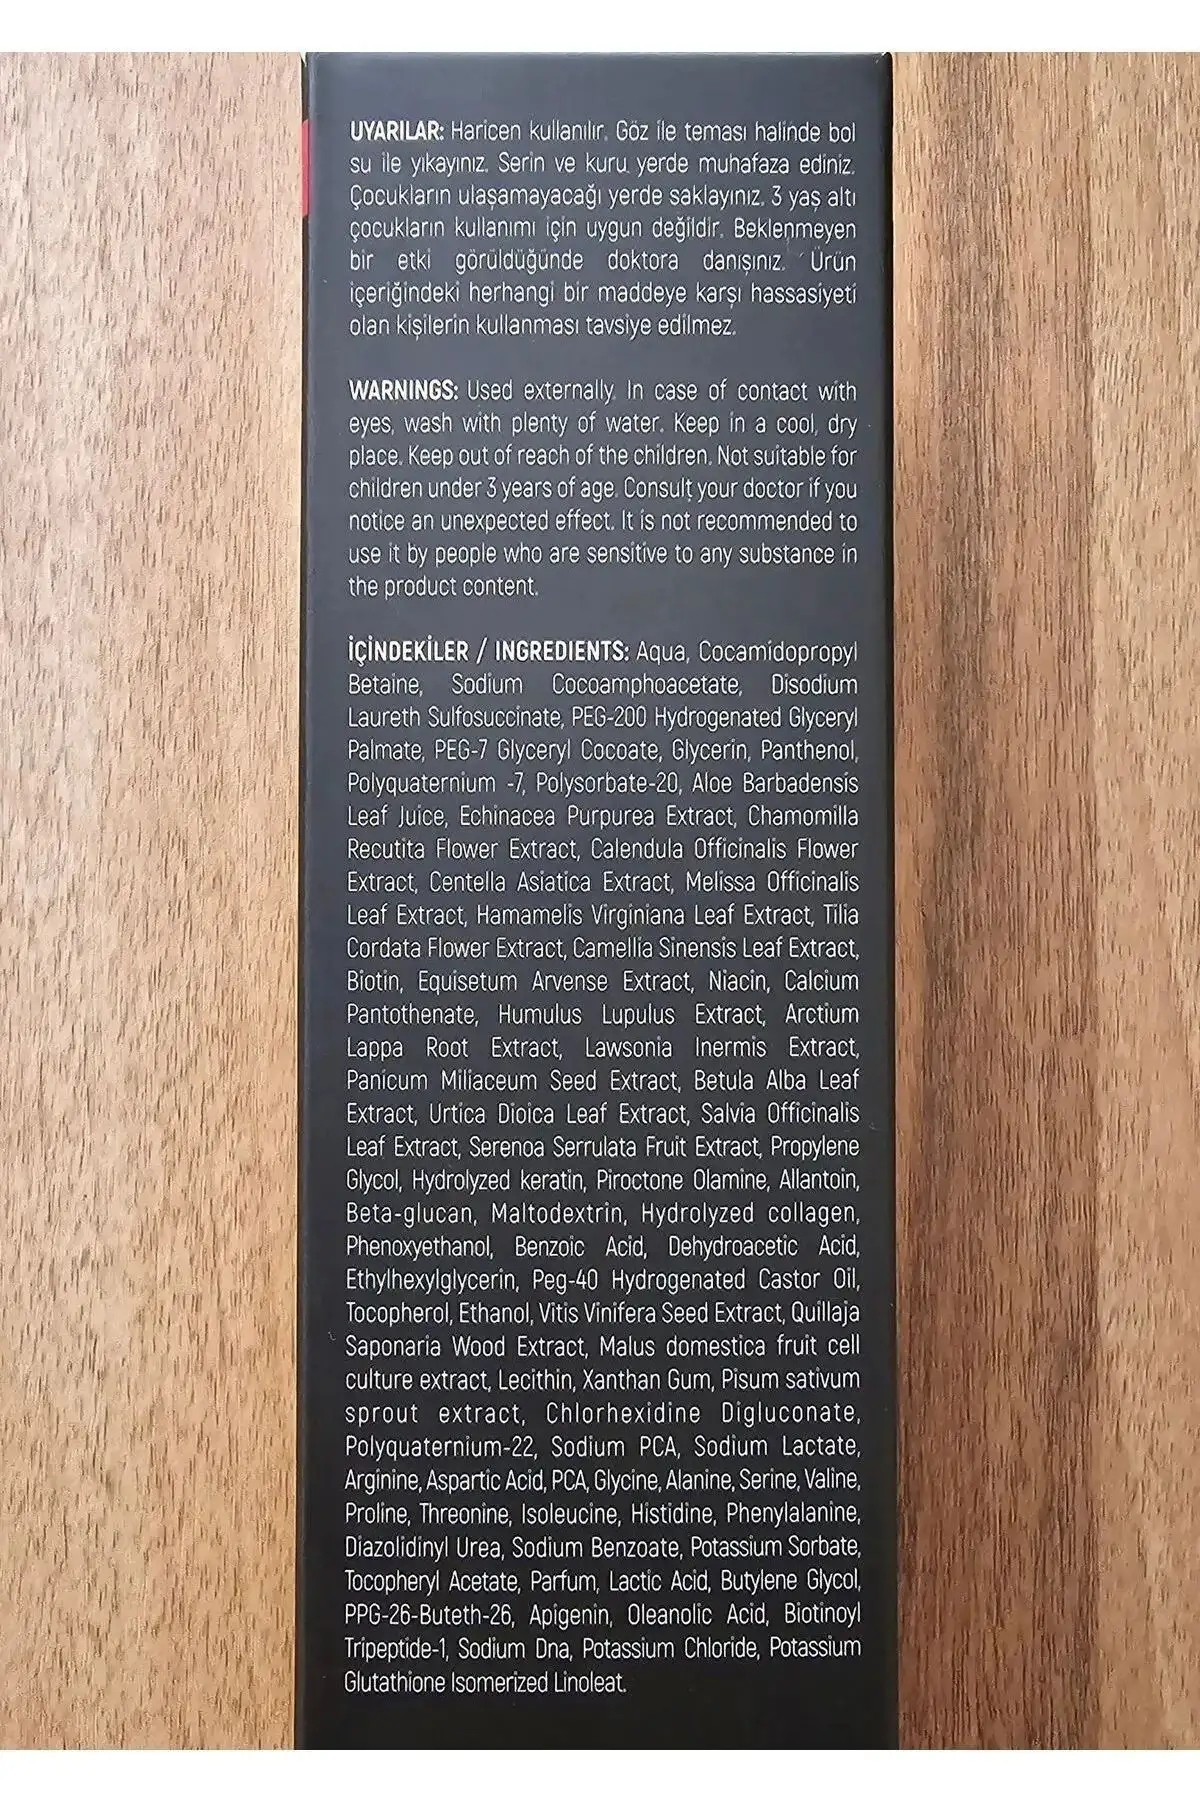 UYARILAR: Haricen kullanılır. Göz ile teması halinde bol
su ile yıkayınız. Serin ve kuru yerde muhafaza ediniz.
Çocukların ulaşamayacağı yerde saklayınız. 3 yaş altı
çocukların kullanımı için uygun değildir. Beklenmeyen
bir etki görüldüğünde doktora danışınız. Ürün
içeriğindeki herhangi bir maddeye karşı hassasiyeti
olan kişilerin kullanması tavsiye edilmez.
WARNINGS: Used externally. In case of contact with
eyes, wash with plenty of water. Keep in a cool, dry
place. Keep out of reach of the children. Not suitable for
children under 3 years of age. Consult your doctor if you
notice an unexpected effect. It is not recommended to
use it by people who are sensitive to any substance in
the product content.
İÇİNDEKİLER / INGREDIENTS: Aqua, Cocamidopropyl
Betaine, Sodium Cocoamphoacetate, Disodium
Laureth Sulfosuccinate, PEG-200 Hydrogenated Glyceryl
Palmate, PEG-7 Glyceryl Cocoate, Glycerin, Panthenol,
Polyquaternium -7, Polysorbate-20, Aloe Barbadensis
Leaf Juice, Echinacea Purpurea Extract, Chamomilla
Recutita Flower Extract, Calendula Officinalis Flower
Extract, Centella Asiatica Extract, Melissa Officinalis
Leaf Extract, Hamamelis Virginiana Leaf Extract, Tilia
Cordata Flower Extract, Camellia Sinensis Leaf Extract,
Biotin, Equisetum Arvense Extract, Niacin, Calcium
Pantothenate, Humulus Lupulus Extract, Arctium
Lappa Root Extract, Lawsonia Inermis Extract,
Panicum Miliaceum Seed Extract, Betula Alba Leaf
Extract, Urtica Dioica Leaf Extract, Salvia Officinalis
Leaf Extract, Serenoa Serrulata Fruit Extract, Propylene
Glycol, Hydrolyzed keratin, Piroctone Olamine, Allantoin,
Beta-glucan, Maltodextrin, Hydrolyzed collagen,
Phenoxyethanol, Benzoic Acid, Dehydroacetic Acid,
Ethylhexylglycerin, Peg-40 Hydrogenated Castor Oil,
Tocopherol, Ethanol, Vitis Vinifera Seed Extract, Quillaja
Saponaria Wood Extract, Malus domestica fruit cell
culture extract, Lecithin, Xanthan Gum, Pisum sativum
sprout extract, Chlorhexidine Digluconate,
Polyquaternium-22, Sodium PCA, Sodium Lactate,
Arginine, Aspartic Acid, PCA, Glycine, Alanine, Serine, Valine,
Proline, Threonine, Isoleucine, Histidine, Phenylalanine,
Diazolidinyl Urea, Sodium Benzoate, Potassium Sorbate,
Tocopheryl Acetate, Parfum, Lactic Acid, Butylene Glycol,
PPG-26-Buteth-26, Apigenin, Oleanolic Acid, Biotinoyl
Tripeptide-1, Sodium Dna, Potassium Chloride, Potassium
Glutathione Isomerized Linoleat.